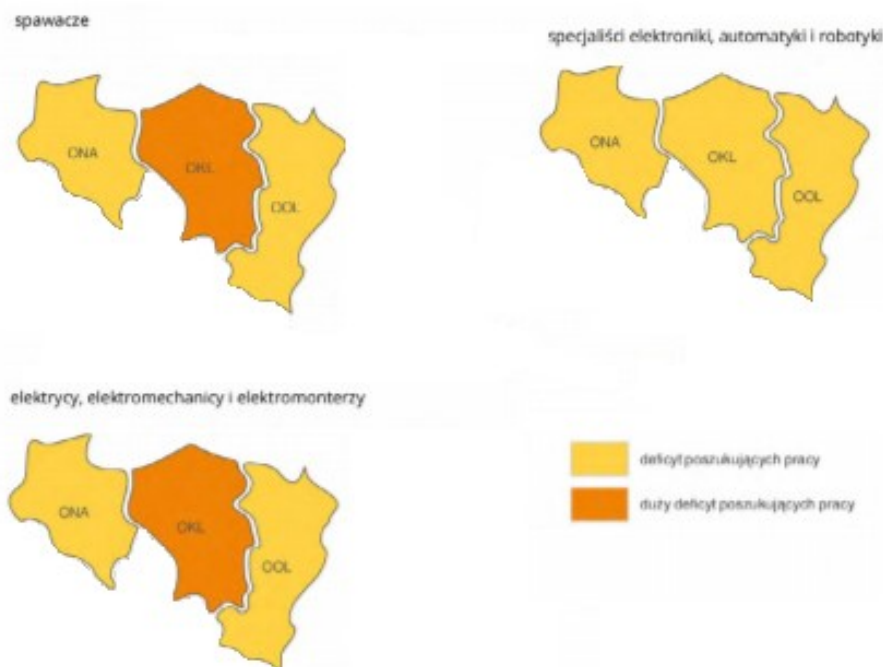 spawacze
specjaliści elektroniki, automatyki i robotyki
ONA
OKL
OOL
ONA
OKL
OOL
elektrycy, elektromechanicy i elektromonterzy
ONA
OKL
OOL
deficyt poszukujących pracy
duży deficyt poszukujących pracy